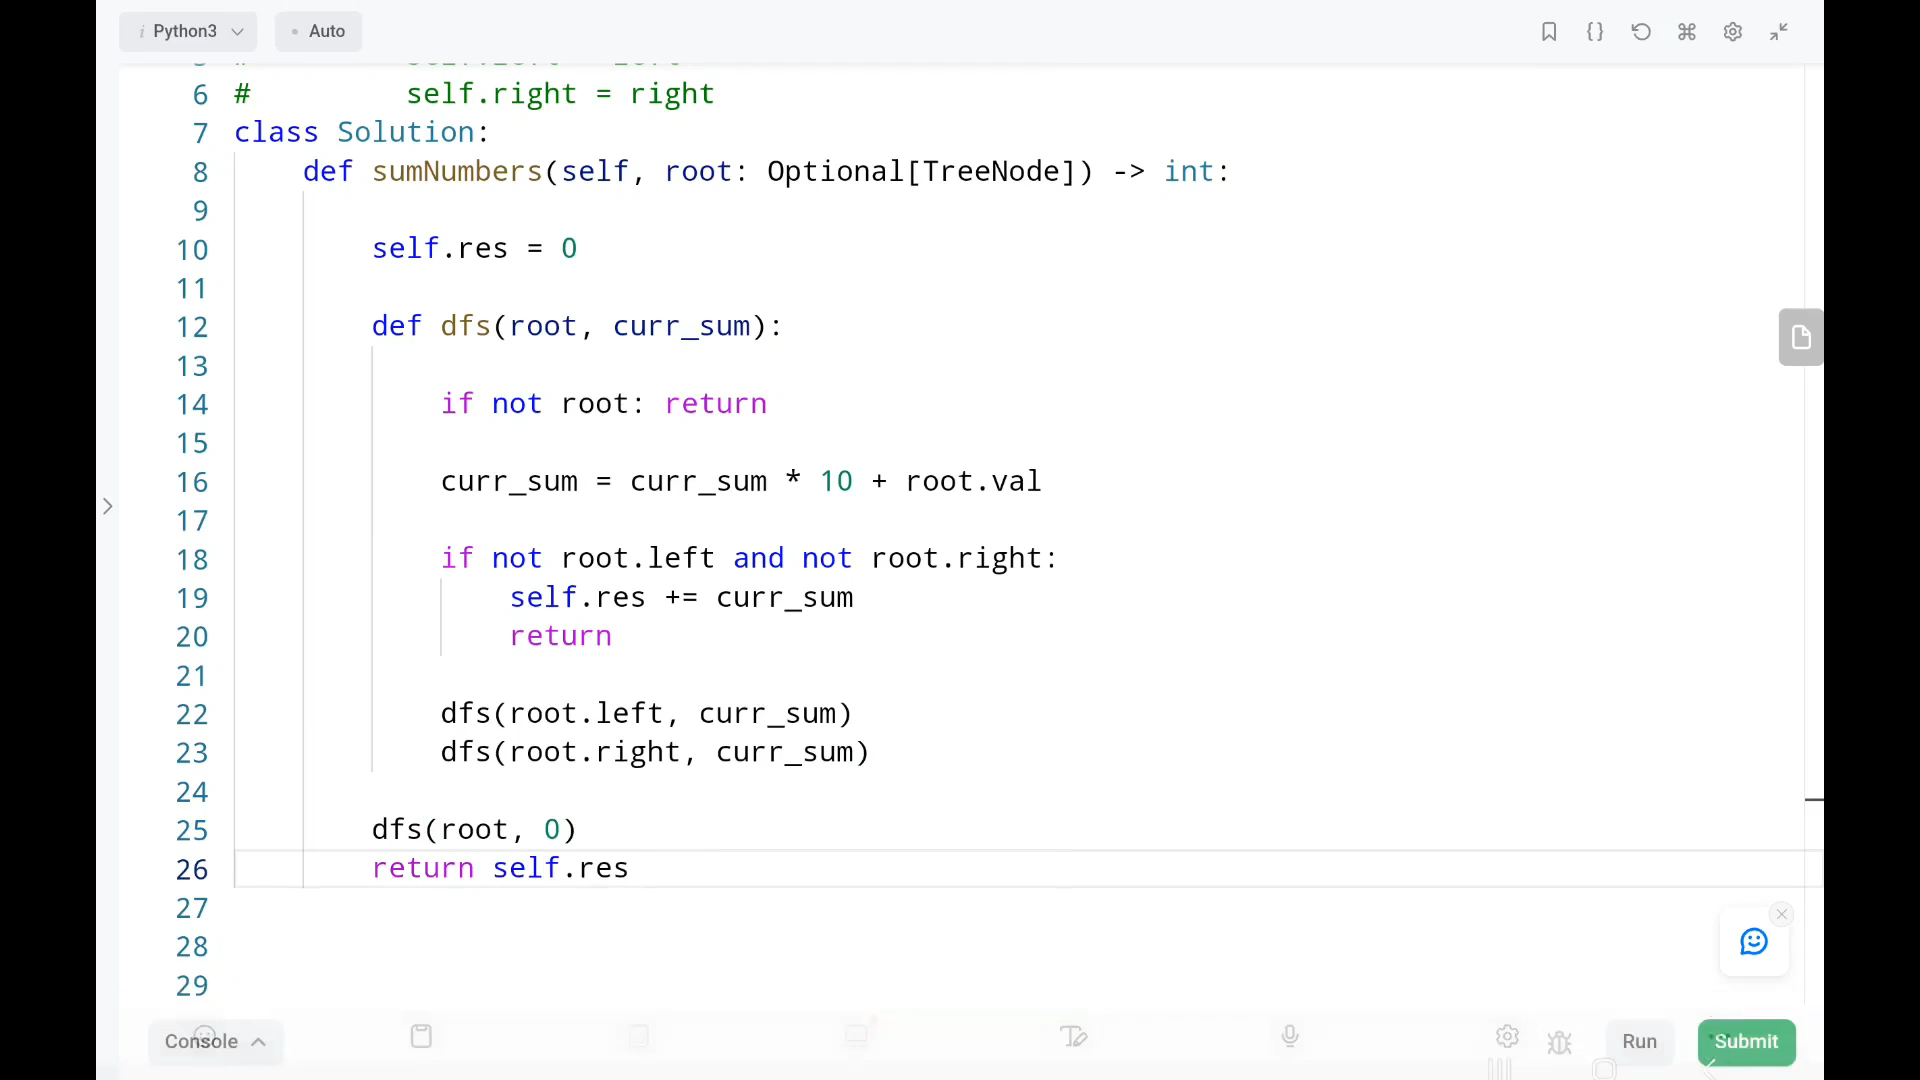 Python3
Auto
6 # self.right = right
7 class Solution:
8 def sumNumbers(self, root: Optional[TreeNode]) -> int:
9
10 self.res = 0
11
12 def dfs(root, curr_sum):
13
14 if not root: return
15
16 curr_sum = curr_sum * 10 + root.val
17
18 if not root.left and not root.right:
19 self.res += curr_sum
20 return
21
22 dfs(root.left, curr_sum)
23 dfs(root.right, curr_sum)
24
25 dfs(root, 0)
26 return self.res
27
28
29
Console
Run
Submit